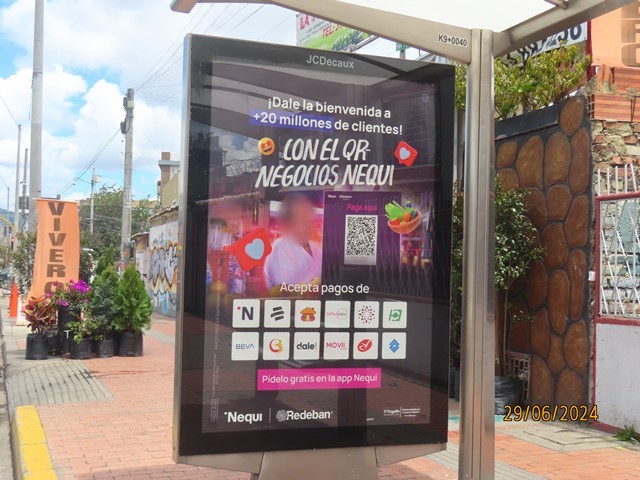 K9+0040
JCDecaux
¡Dale la bienvenida a
+20 millones de clientes!
CON EL QR-
NEGOCIOS NEQUI
Paga aquí
Acepta pagos de
N
BBVA
dale!
MOVII
Pídelo gratis en la app Nequi
Nequi
Redeban
VIVERO
29/06/2024